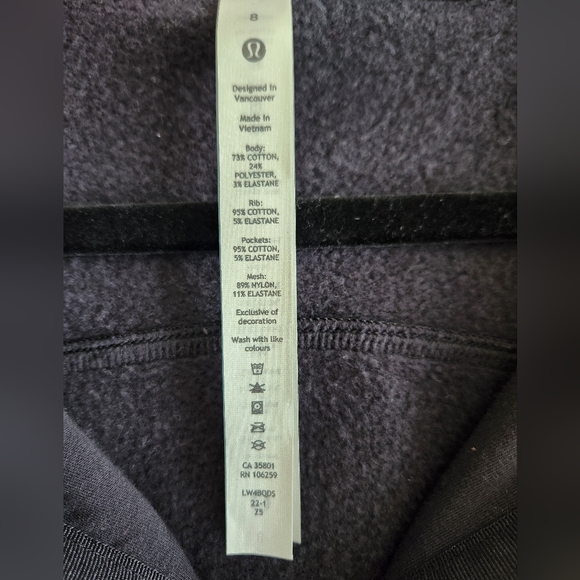 8
Designed in
Vancouver
Made in
Vietnam
Body:
73% COTTON,
24%
POLYESTER,
3% ELASTANE
Rib:
95% COTTON,
5% ELASTANE
Pockets:
95% COTTON,
5% ELASTANE
Mesh:
89% NYLON,
11% ELASTANE
Exclusive of
decoration
Wash with like
colours
CA 35801
RN 106259
LW4BQDS
22-1
Z5